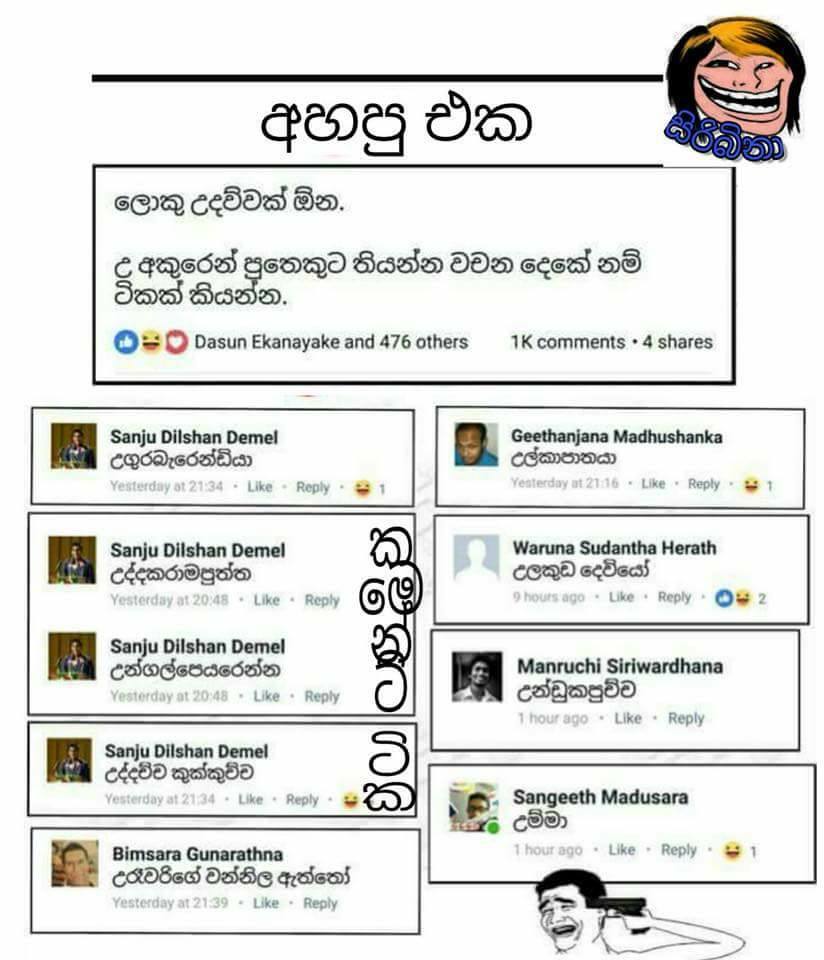 අහපු එක
සිරිබිනා
ලොකු උදව්වක් ඕන.
උ අකුරෙන් පුතෙකුට තියන්න වචන දෙකේ නම්
ටිකක් කියන්න.
Dasun Ekanayake and 476 others 1K comments • 4 shares
Sanju Dilshan Demel
උගුරබැරෙන්ඩියා
Yesterday at 21:34 · Like · Reply · 1
Sanju Dilshan Demel
උද්දකරාමපුත්ත
Yesterday at 20:48 · Like · Reply
Sanju Dilshan Demel
උන්ගල්පෙයරෙන්න
Yesterday at 20:48 · Like · Reply
Sanju Dilshan Demel
උද්දච්ච කුක්කුච්ච
Yesterday at 21:34 · Like · Reply ·
Bimsara Gunarathna
උරුවරිගේ වන්නිල ඇත්තෝ
Yesterday at 21:39 · Like · Reply
කමෙන්ට් ටික
Geethanjana Madhushanka
උල්කාපාතයා
Yesterday at 21:16 · Like · Reply · 1
Waruna Sudantha Herath
උලකුඩ දෙවියෝ
9 hours ago · Like · Reply · 2
Manruchi Siriwardhana
උන්ඩුකපුච්ච
1 hour ago · Like · Reply
Sangeeth Madusara
උම්මා
1 hour ago · Like · Reply · 1